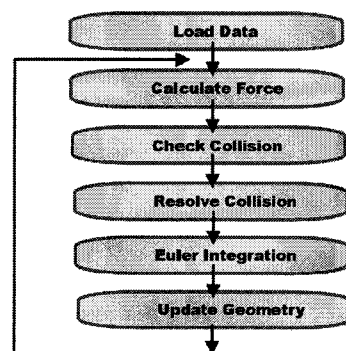 Load Data
Calculate Force
Check Collision
Resolve Collision
Euler Integration
Update Geometry